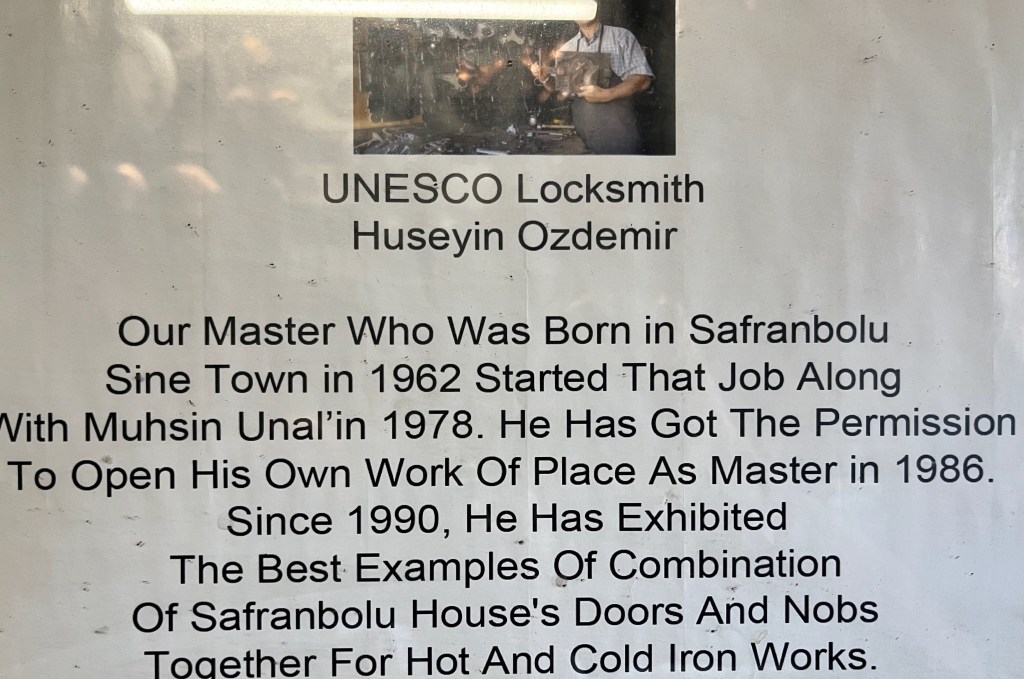 UNESCO Locksmith
Huseyin Ozdemir
Our Master Who Was Born in Safranbolu
Sine Town in 1962 Started That Job Along
With Muhsin Unal’in 1978. He Has Got The Permission
To Open His Own Work Of Place As Master in 1986.
Since 1990, He Has Exhibited
The Best Examples Of Combination
Of Safranbolu House's Doors And Nobs
Together For Hot And Cold Iron Works.